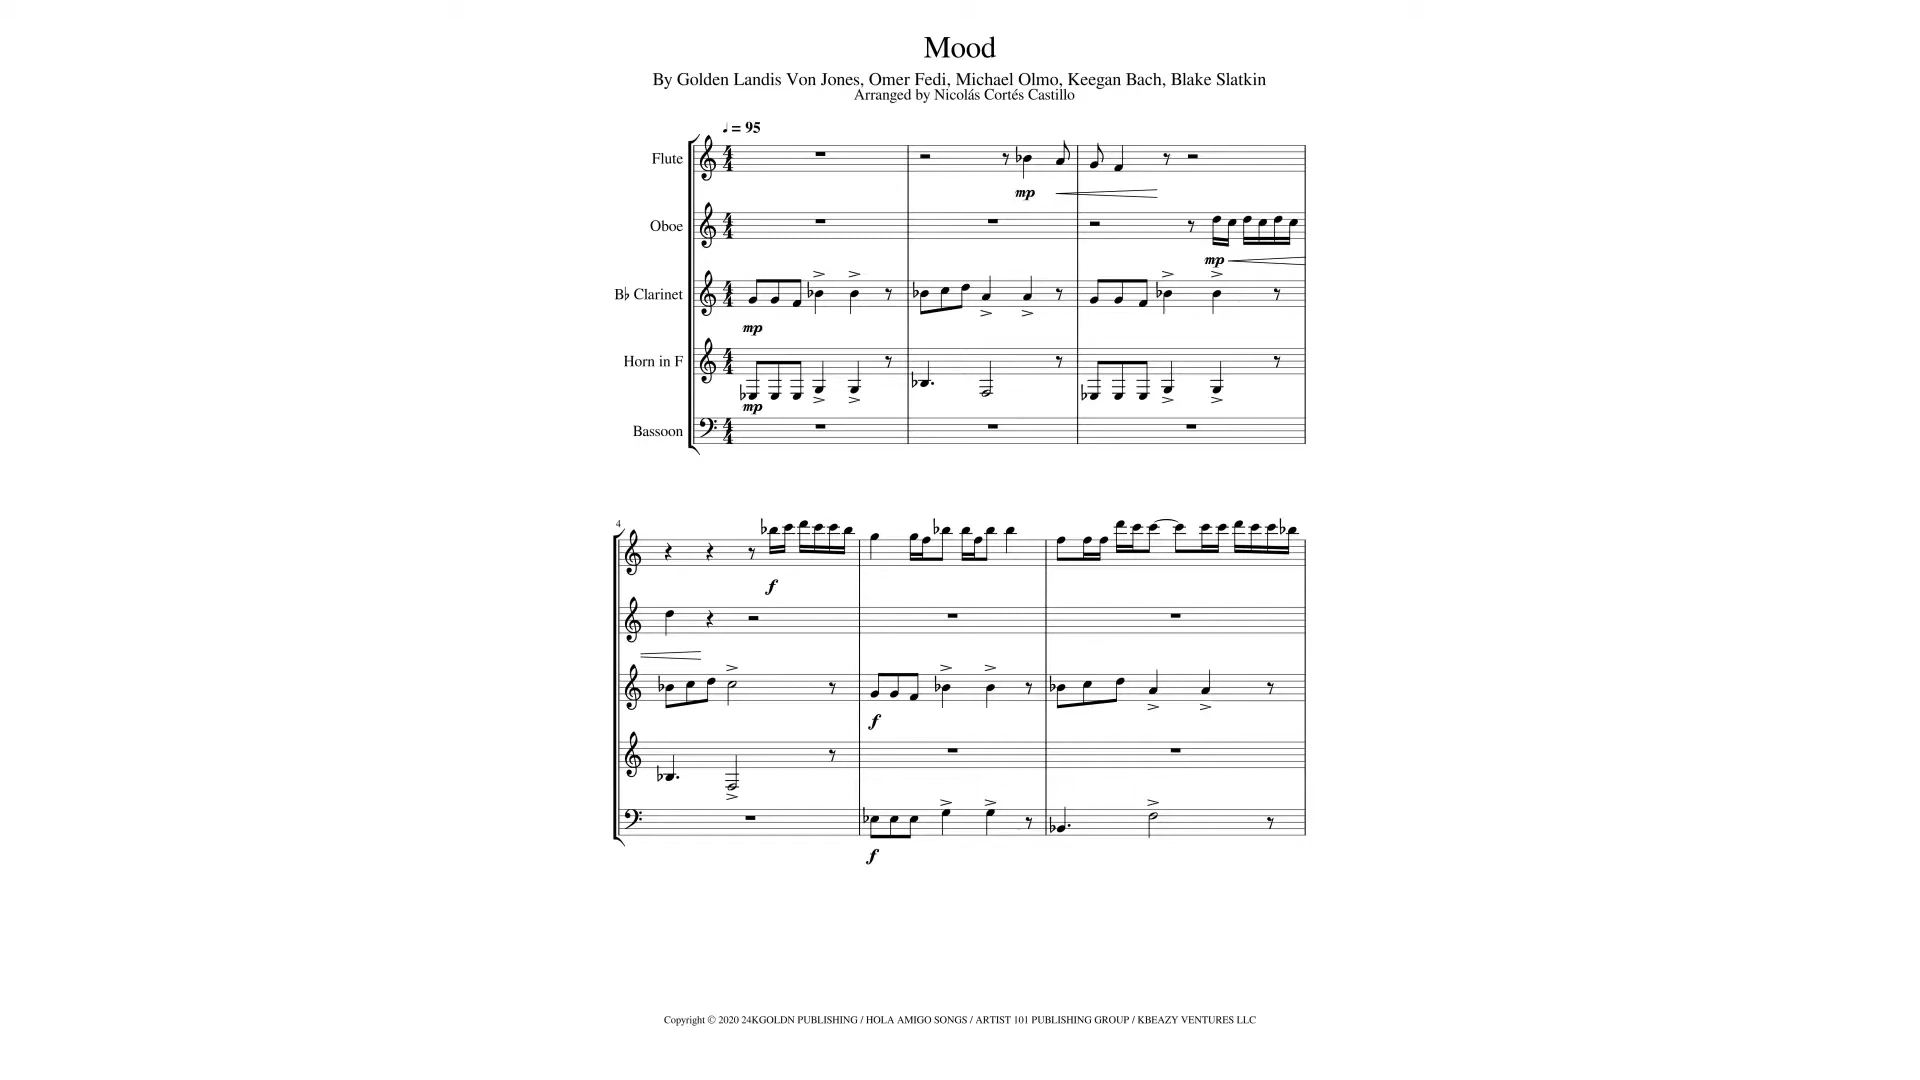 Mood
By Golden Landis Von Jones, Omer Fedi, Michael Olmo, Keegan Bach, Blake Slatkin
Arranged by Nicolás Cortés Castillo
♩ = 95
Flute
mp
Oboe
mp
B♭ Clarinet
mp
Horn in F
mp
Bassoon
4
f
f
f
Copyright © 2020 24KGOLDN PUBLISHING / HOLA AMIGO SONGS / ARTIST 101 PUBLISHING GROUP / KBEAZY VENTURES LLC